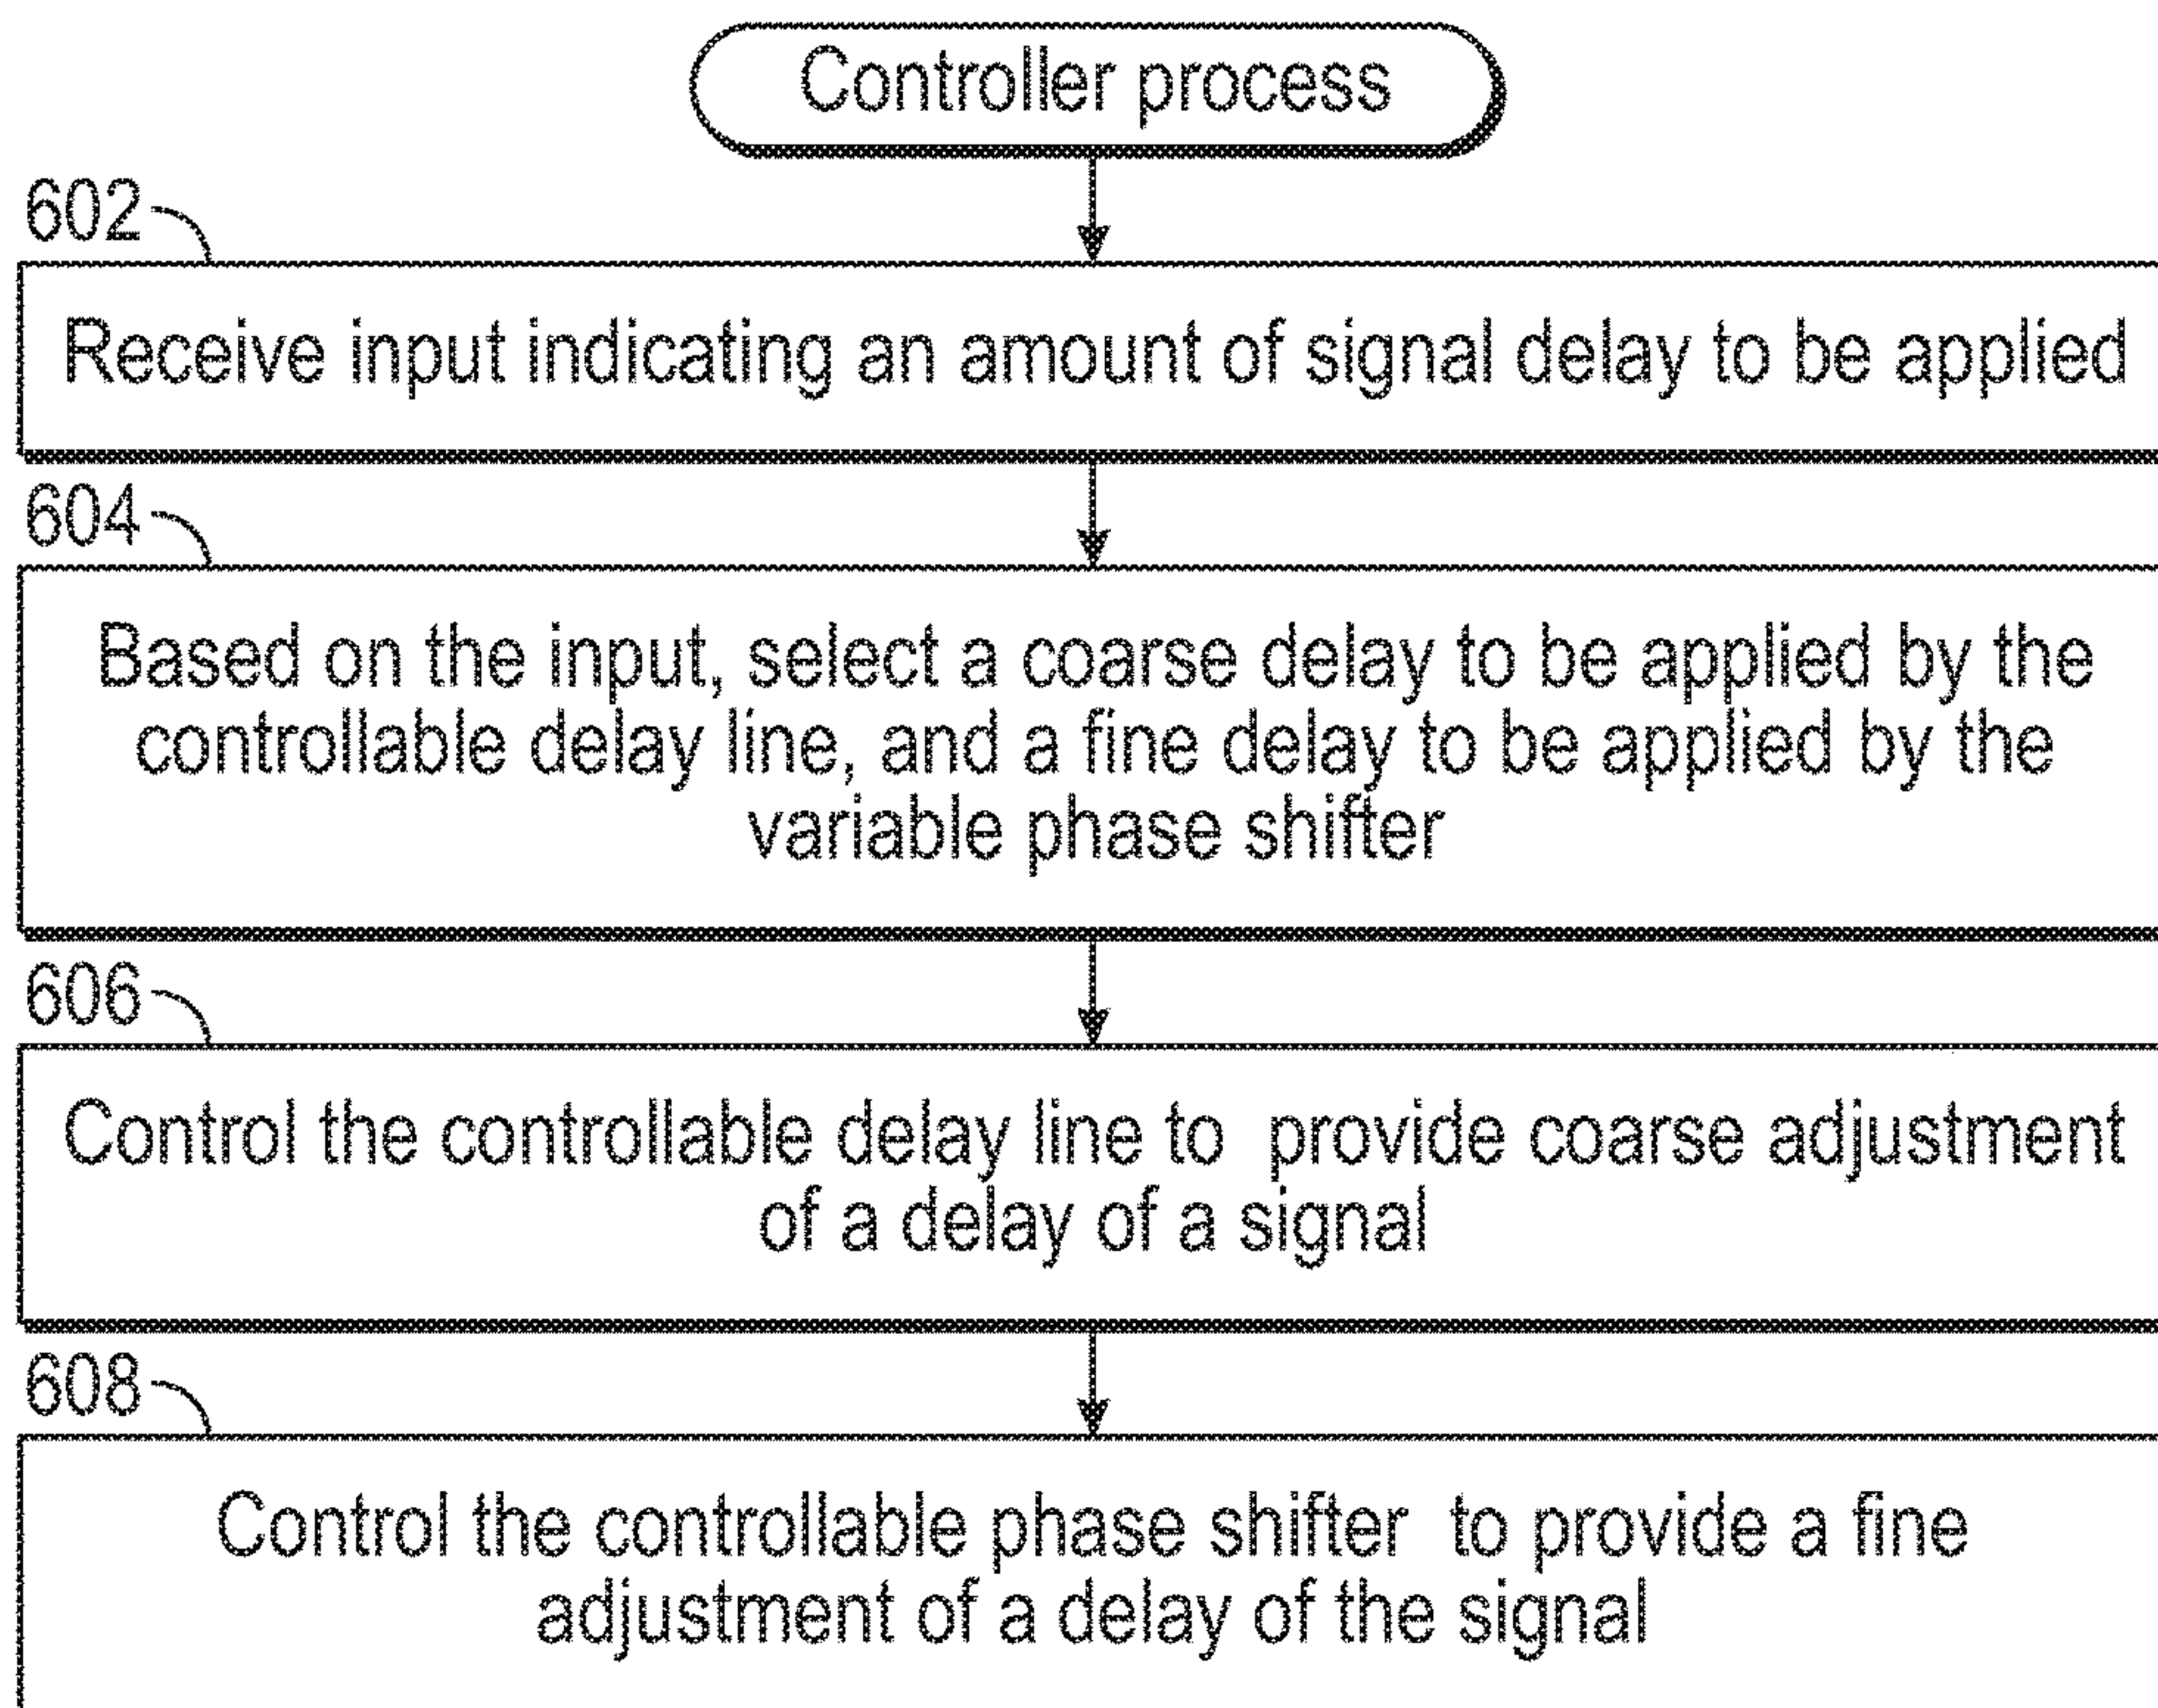 Controller process
602
Receive input indicating an amount of signal delay to be applied
604
Based on the input, select a coarse delay to be applied by the
controllable delay line, and a fine delay to be applied by the
variable phase shifter
606
Control the controllable delay line to provide coarse adjustment
of a delay of a signal
608
Control the controllable phase shifter to provide a fine
adjustment of a delay of the signal